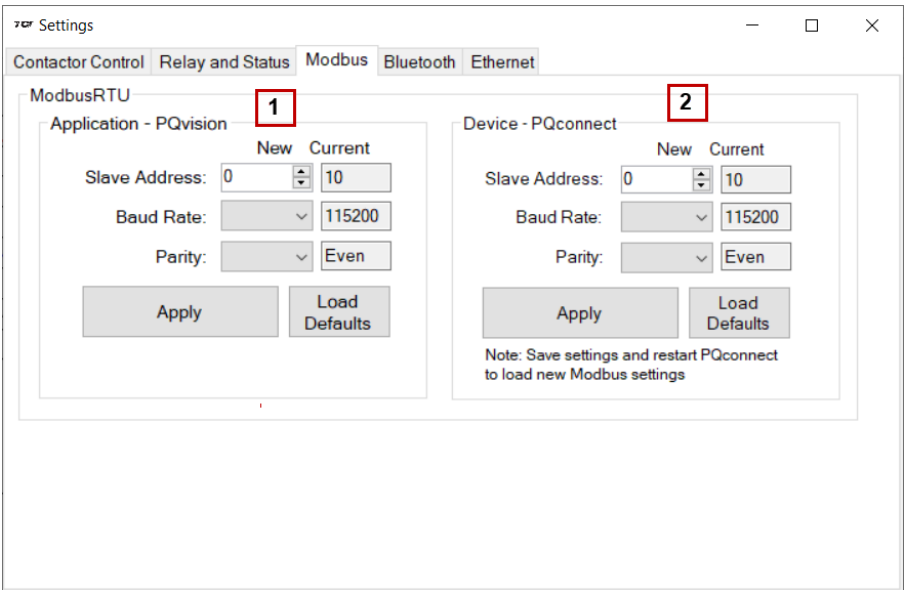 TCI Settings
Contactor Control Relay and Status Modbus Bluetooth Ethernet
ModbusRTU
1
Application - PQvision
New Current
Slave Address: 0 10
Baud Rate: 115200
Parity: Even
Apply
Load
Defaults
2
Device - PQconnect
New Current
Slave Address: 0 10
Baud Rate: 115200
Parity: Even
Apply
Load
Defaults
Note: Save settings and restart PQconnect
to load new Modbus settings